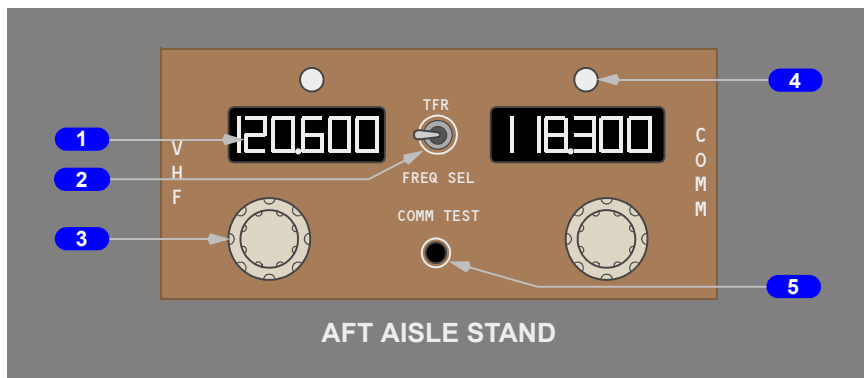 4
TFR
1
120.600
118.300
VHF
COMM
2
FREQ SEL
COMM TEST
3
5
AFT AISLE STAND